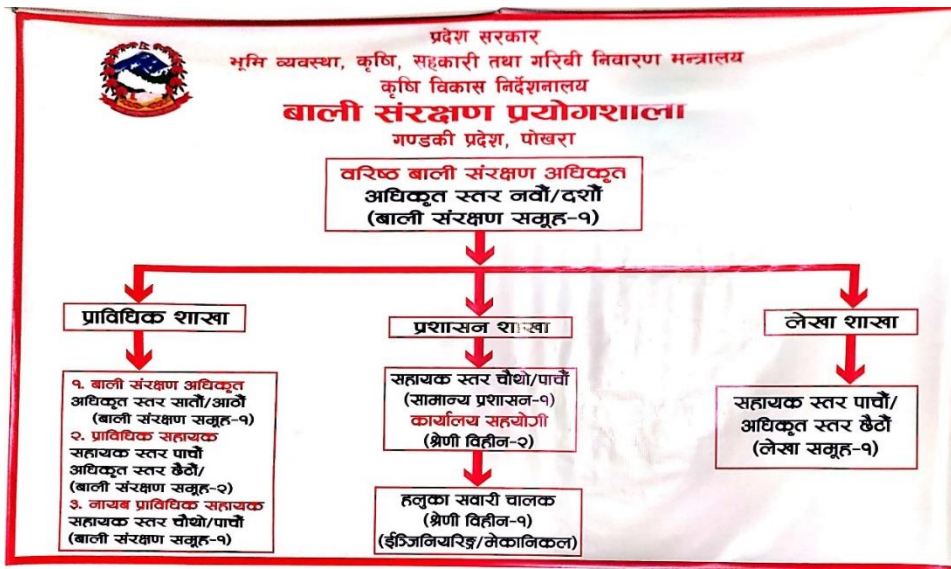 प्रदेश सरकार
भूमि व्यवस्था, कृषि, सहकारी तथा गरिबी निवारण मन्त्रालय
कृषि विकास निर्देशनालय
बाली संरक्षण प्रयोगशाला
गण्डकी प्रदेश, पोखरा
वरिष्ठ बाली संरक्षण अधिकृत
अधिकृत स्तर नवौं/दशौं
(बाली संरक्षण समूह-१)
प्राविधिक शाखा
१. बाली संरक्षण अधिकृत
अधिकृत स्तर सातौं/आठौं
(बाली संरक्षण समूह-१)
२. प्राविधिक सहायक
सहायक स्तर पाचौं
अधिकृत स्तर छैठौं/
(बाली संरक्षण समूह-२)
३. नायब प्राविधिक सहायक
सहायक स्तर चौथो/पाचौं
(बाली संरक्षण समूह-१)
प्रशासन शाखा
सहायक स्तर चौथो/पाचौं
(सामान्य प्रशासन-१)
कार्यालय सहयोगी
(श्रेणी विहीन-२)
हलुका सवारी चालक
(श्रेणी विहीन-१)
(ईञ्जिनियरिङ्ग/मेकानिकल)
लेखा शाखा
सहायक स्तर पाचौं/
अधिकृत स्तर छैठौं
(लेखा समूह-१)